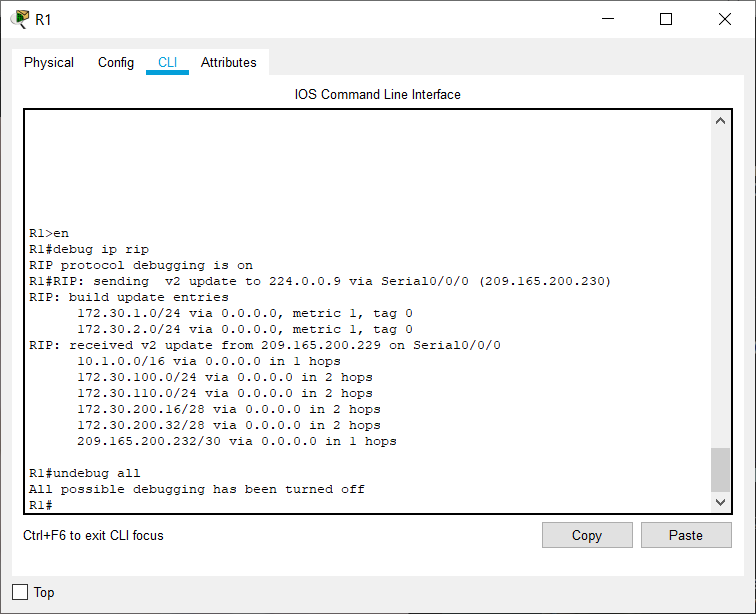 R1
Physical Config CLI Attributes
IOS Command Line Interface
R1>en
R1#debug ip rip
RIP protocol debugging is on
R1#RIP: sending  v2 update to 224.0.0.9 via Serial0/0/0 (209.165.200.230)
RIP: build update entries
      172.30.1.0/24 via 0.0.0.0, metric 1, tag 0
      172.30.2.0/24 via 0.0.0.0, metric 1, tag 0
RIP: received v2 update from 209.165.200.229 on Serial0/0/0
      10.1.0.0/16 via 0.0.0.0 in 1 hops
      172.30.100.0/24 via 0.0.0.0 in 2 hops
      172.30.110.0/24 via 0.0.0.0 in 2 hops
      172.30.200.16/28 via 0.0.0.0 in 2 hops
      172.30.200.32/28 via 0.0.0.0 in 2 hops
      209.165.200.232/30 via 0.0.0.0 in 1 hops
R1#undebug all
All possible debugging has been turned off
R1#
Ctrl+F6 to exit CLI focus Copy Paste
Top